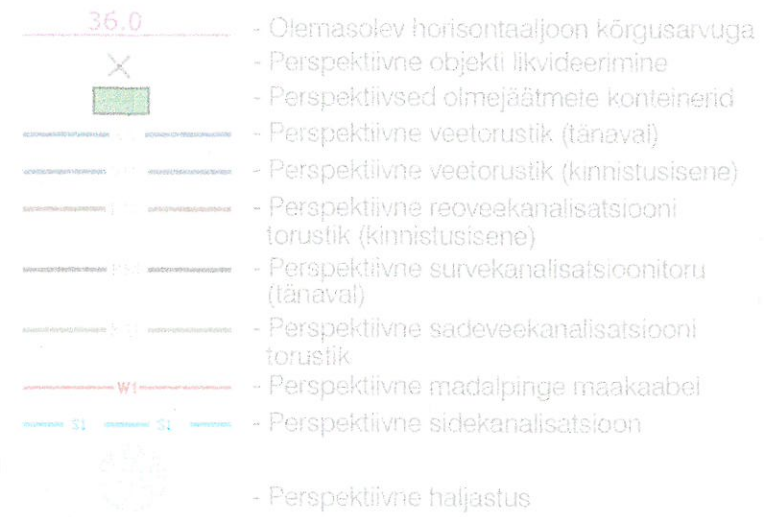 36.0 - Olemasolev horisontaaljoon kõrgusarvuga
- Perspektiivne objekti likvideerimine
- Perspektiivsed olmejäätmete konteinerid
- Perspektiivne veetorustik (tänaval)
- Perspektiivne veetorustik (kinnistusisene)
- Perspektiivne reoveekanalisatsiooni
torustik (kinnistusisene)
- Perspektiivne survekanalisatsioonitoru
(tänaval)
- Perspektiivne sadeveekanalisatsiooni
torustik
W1 - Perspektiivne madalpinge maakaabel
S1 S1 - Perspektiivne sidekanalisatsioon
- Perspektiivne haljastus